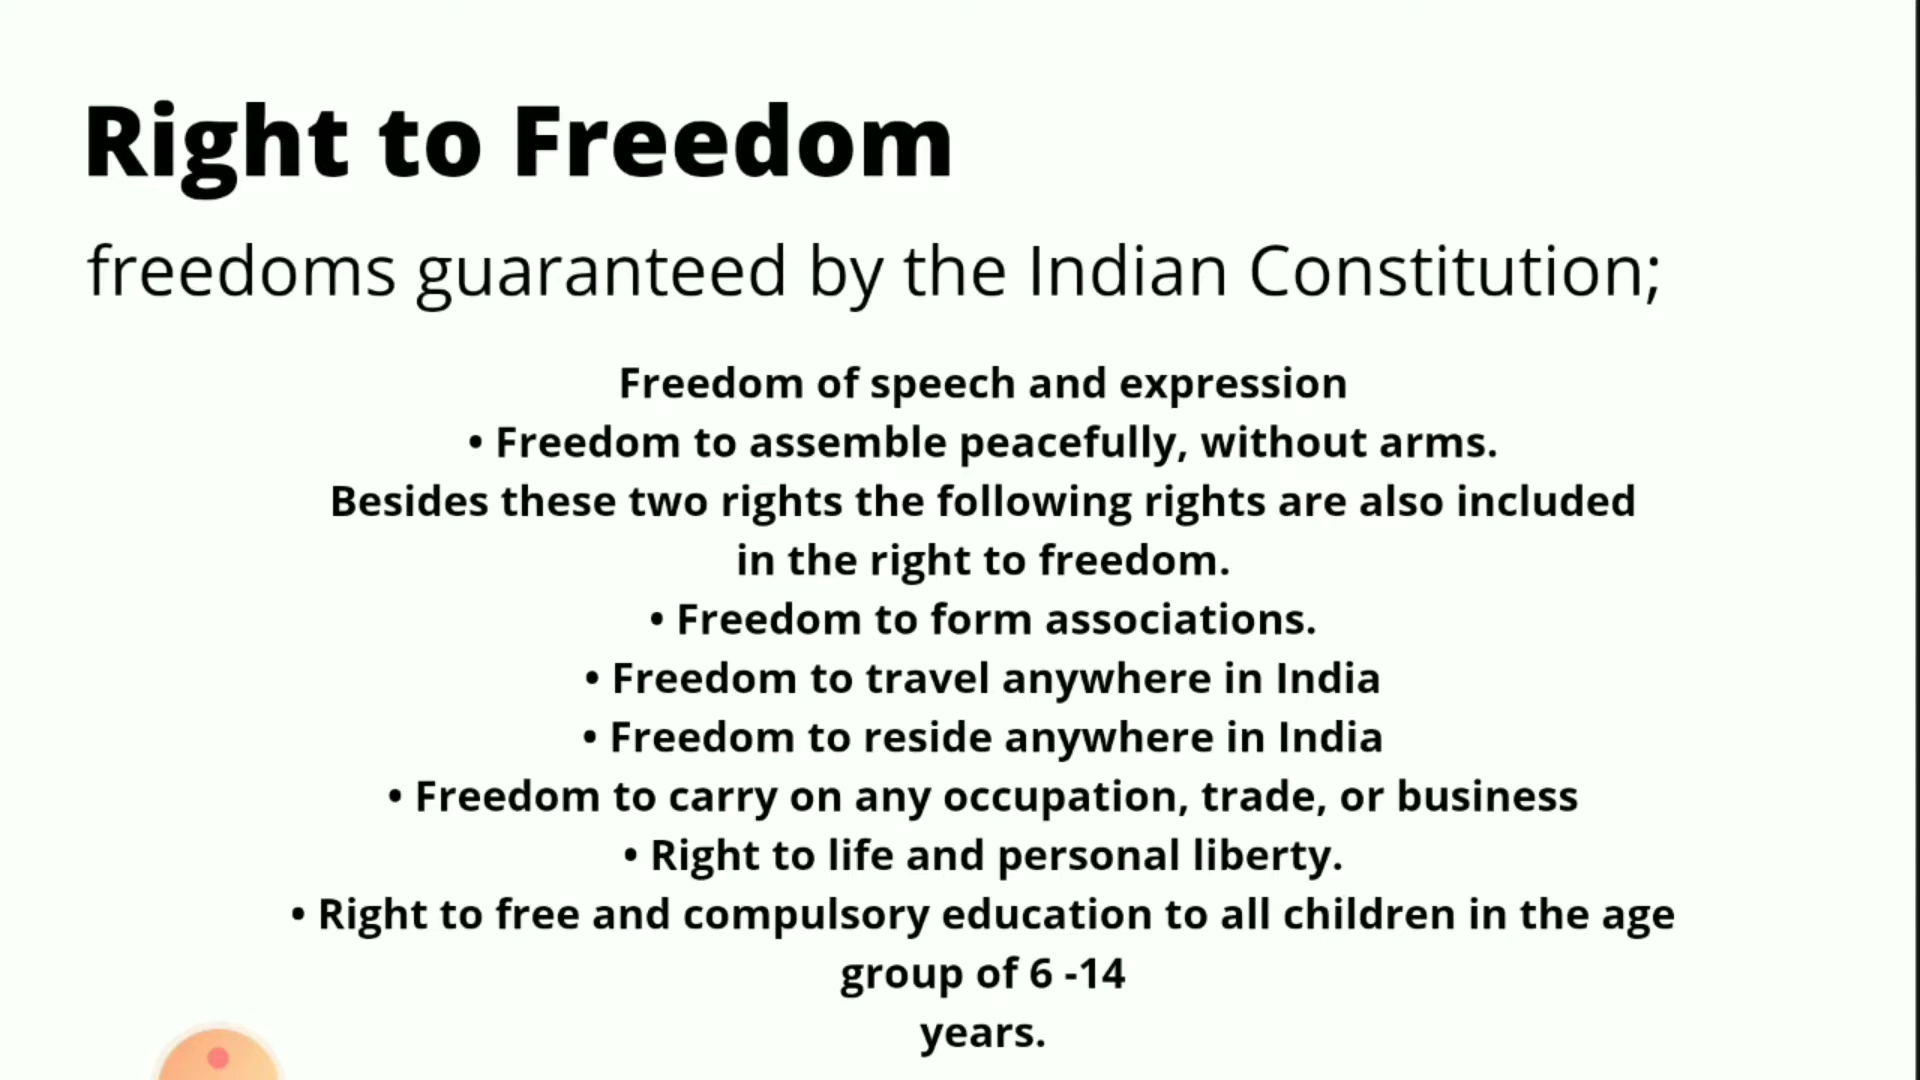 Right to Freedom
freedoms guaranteed by the Indian Constitution;
Freedom of speech and expression
• Freedom to assemble peacefully, without arms.
Besides these two rights the following rights are also included
in the right to freedom.
• Freedom to form associations.
• Freedom to travel anywhere in India
• Freedom to reside anywhere in India
• Freedom to carry on any occupation, trade, or business
• Right to life and personal liberty.
• Right to free and compulsory education to all children in the age
group of 6 -14
years.